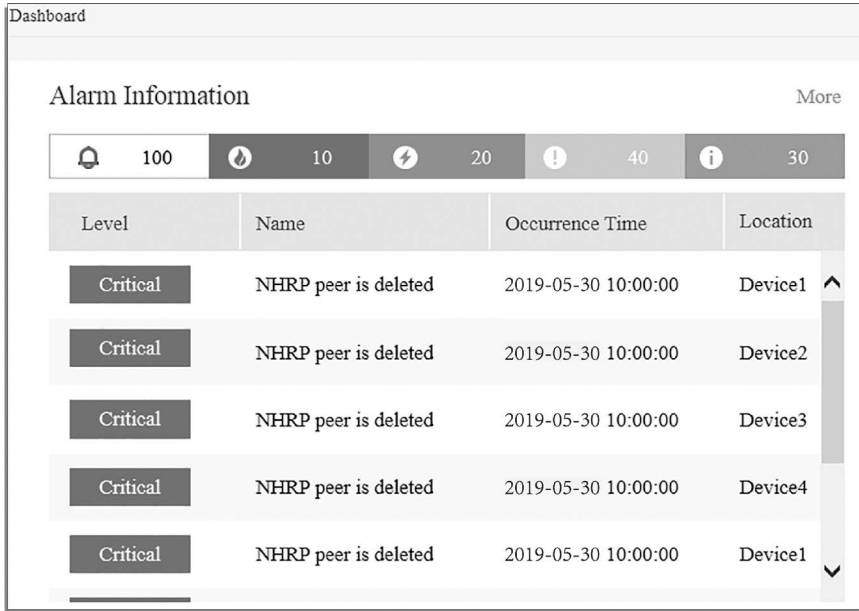 Dashboard
Alarm Information More
100 10 20 40 30
Level Name Occurrence Time Location
Critical NHRP peer is deleted 2019-05-30 10:00:00 Device1
Critical NHRP peer is deleted 2019-05-30 10:00:00 Device2
Critical NHRP peer is deleted 2019-05-30 10:00:00 Device3
Critical NHRP peer is deleted 2019-05-30 10:00:00 Device4
Critical NHRP peer is deleted 2019-05-30 10:00:00 Device1